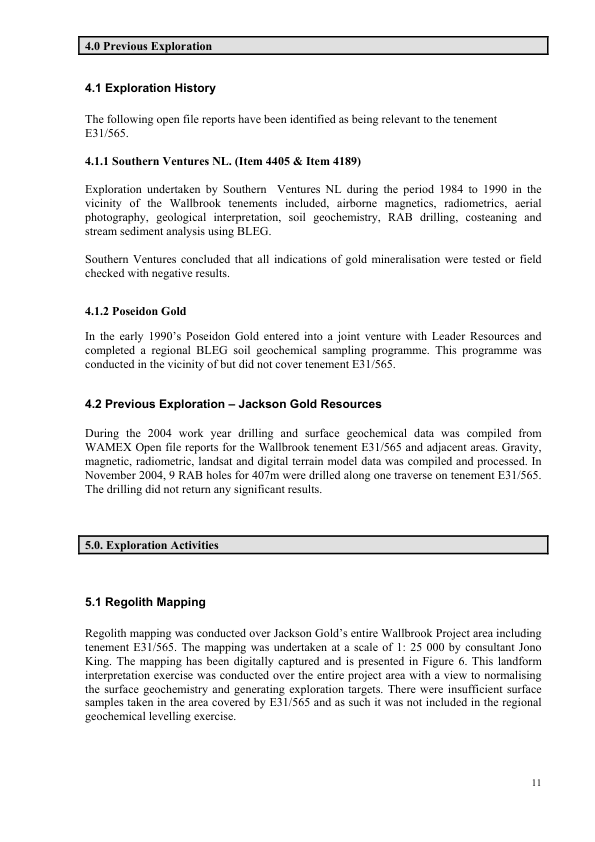 4.0 Previous Exploration
4.1 Exploration History
The following open file reports have been identified as being relevant to the tenement
E31/565.
4.1.1 Southern Ventures NL. (Item 4405 & Item 4189)
Exploration undertaken by Southern Ventures NL during the period 1984 to 1990 in the
vicinity of the Wallbrook tenements included, airborne magnetics, radiometrics, aerial
photography, geological interpretation, soil geochemistry, RAB drilling, costeaning and
stream sediment analysis using BLEG.
Southern Ventures concluded that all indications of gold mineralisation were tested or field
checked with negative results.
4.1.2 Poseidon Gold
In the early 1990's Poseidon Gold entered into a joint venture with Leader Resources and
completed a regional BLEG soil geochemical sampling programme. This programme was
conducted in the vicinity of but did not cover tenement E31/565.
4.2 Previous Exploration – Jackson Gold Resources
During the 2004 work year drilling and surface geochemical data was compiled from
WAMEX Open file reports for the Wallbrook tenement E31/565 and adjacent areas. Gravity,
magnetic, radiometric, landsat and digital terrain model data was compiled and processed. In
November 2004, 9 RAB holes for 407m were drilled along one traverse on tenement E31/565.
The drilling did not return any significant results.
5.0. Exploration Activities
5.1 Regolith Mapping
Regolith mapping was conducted over Jackson Gold's entire Wallbrook Project area including
tenement E31/565. The mapping was undertaken at a scale of 1: 25 000 by consultant Jono
King. The mapping has been digitally captured and is presented in Figure 6. This landform
interpretation exercise was conducted over the entire project area with a view to normalising
the surface geochemistry and generating exploration targets. There were insufficient surface
samples taken in the area covered by E31/565 and as such it was not included in the regional
geochemical levelling exercise.
11